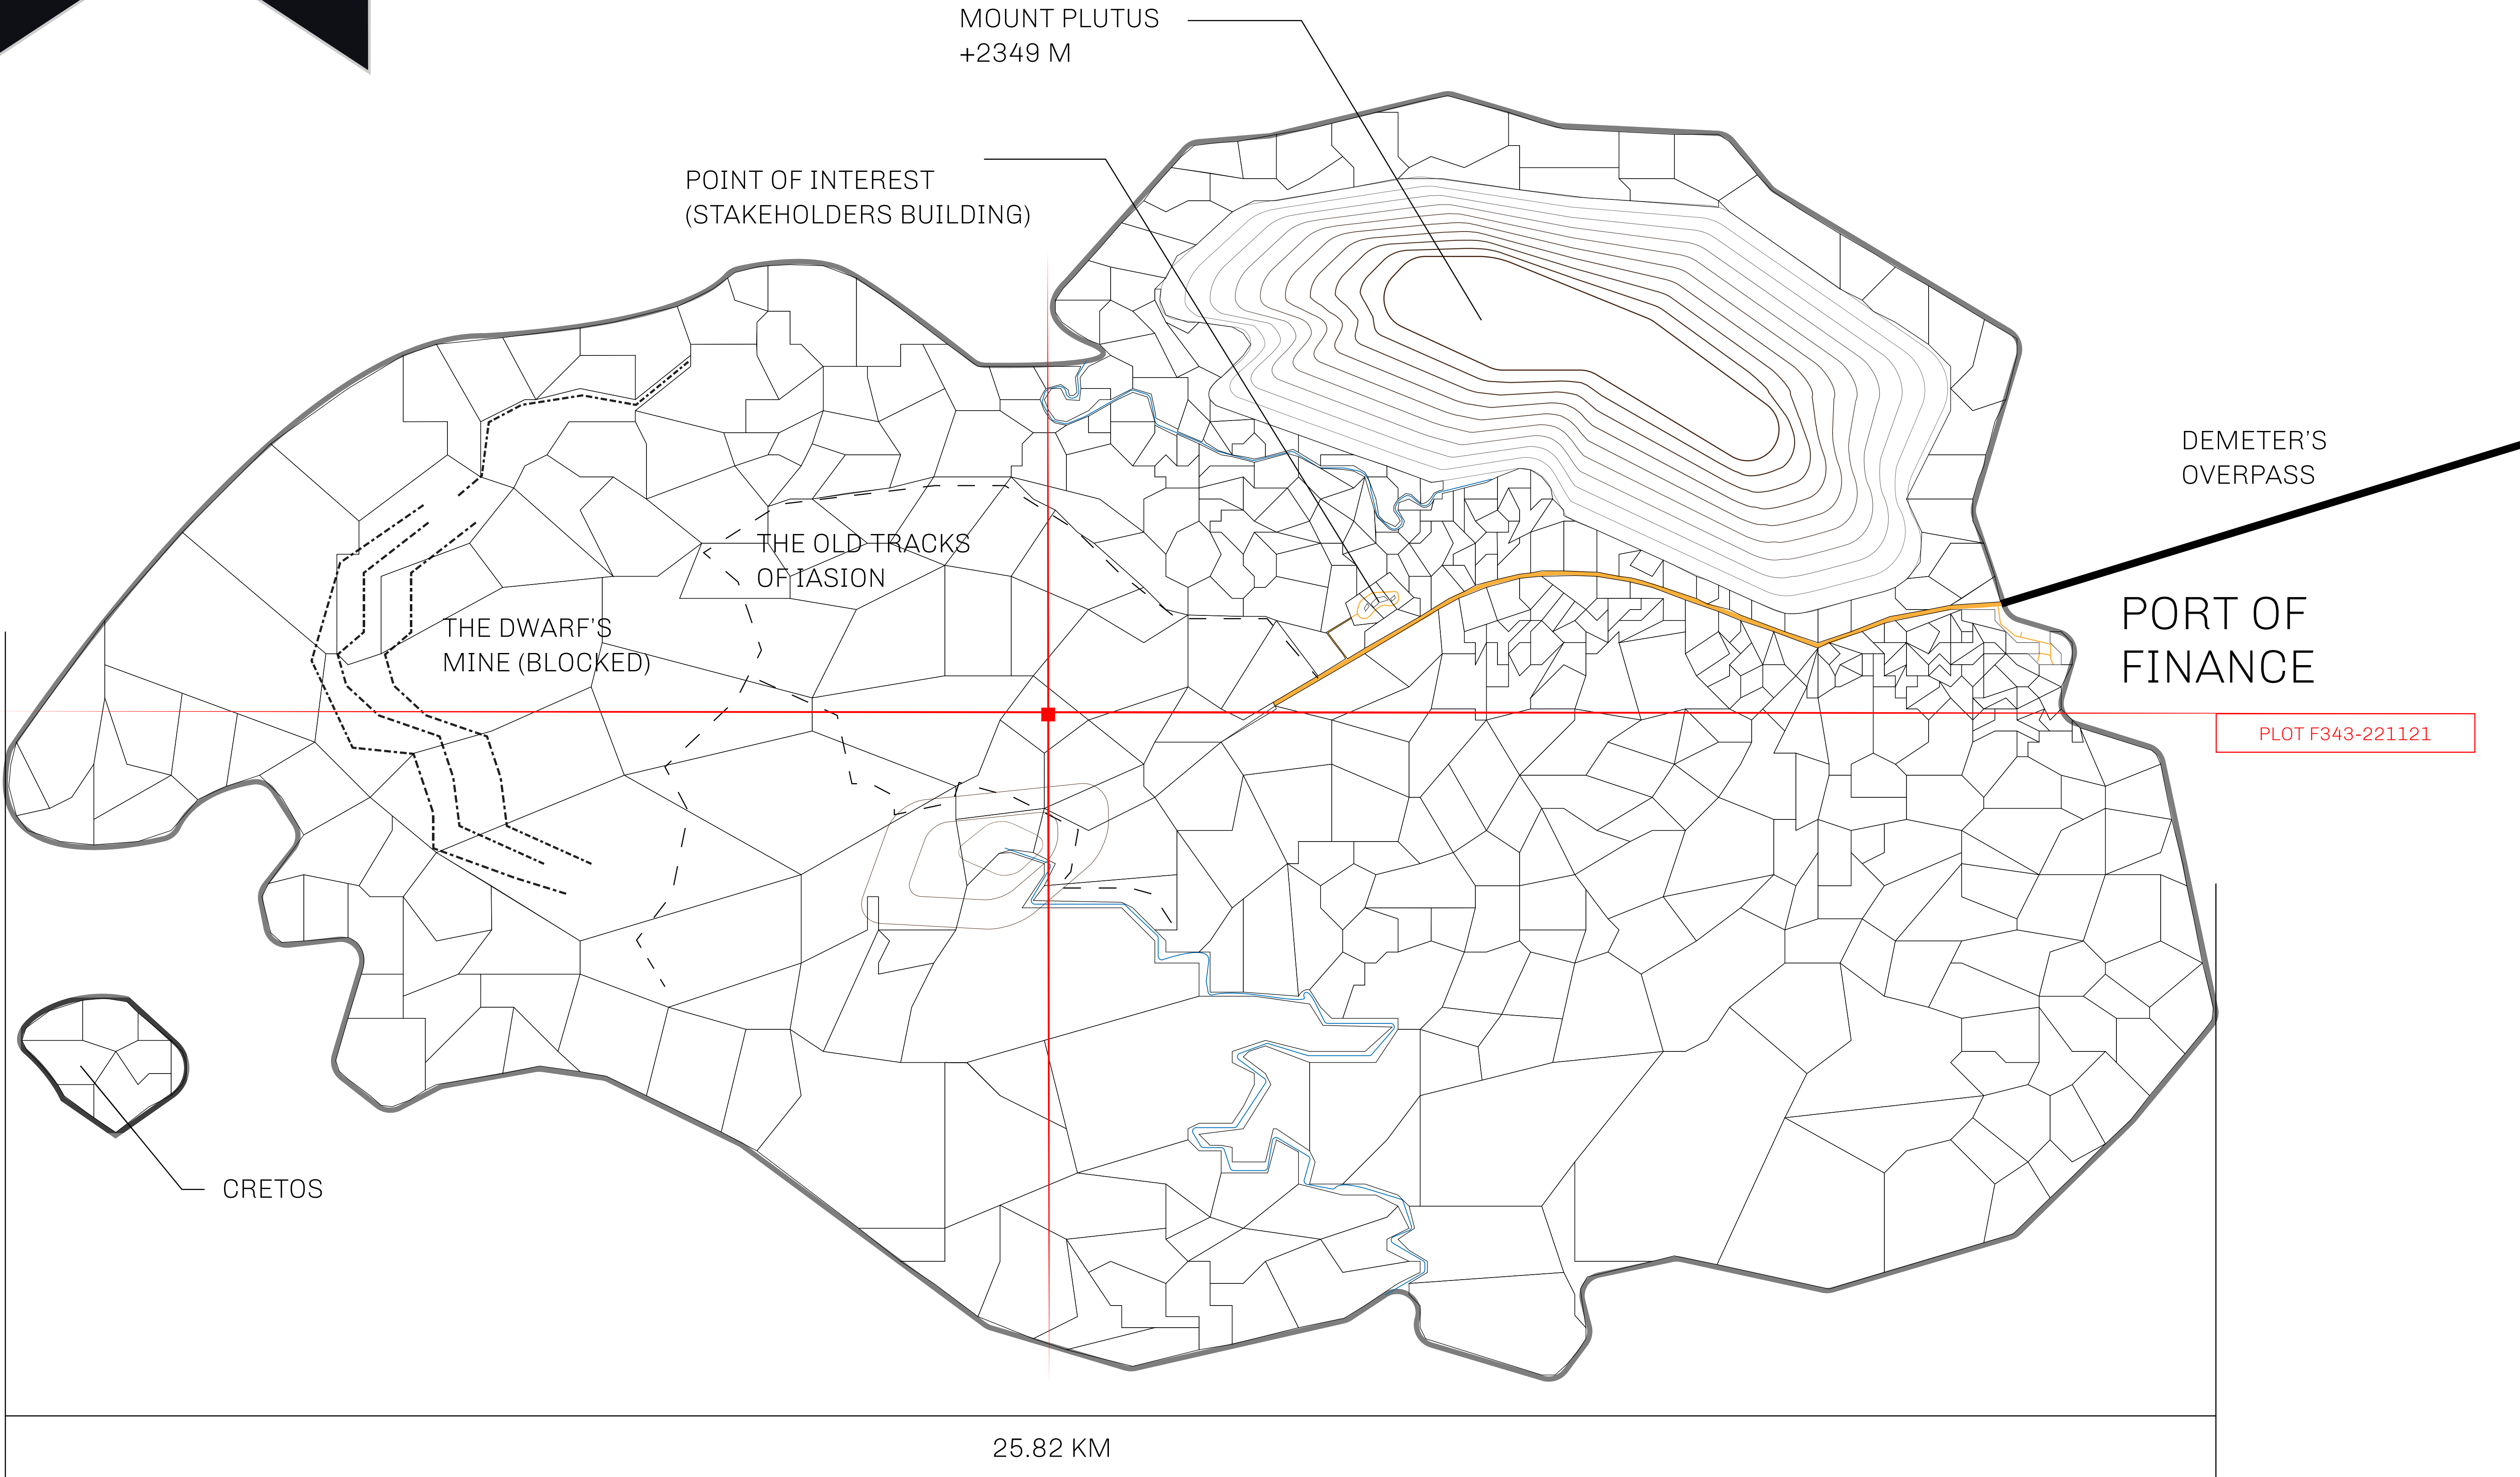 MOUNT PLUTUS
+2349 M
POINT OF INTEREST
(STAKEHOLDERS BUILDING)
DEMETER'S
OVERPASS
THE OLD TRACKS
OF IASION
THE DWARF'S
MINE (BLOCKED)
PORT OF
FINANCE
PLOT F343-221121
CRETOS
25.82 KM